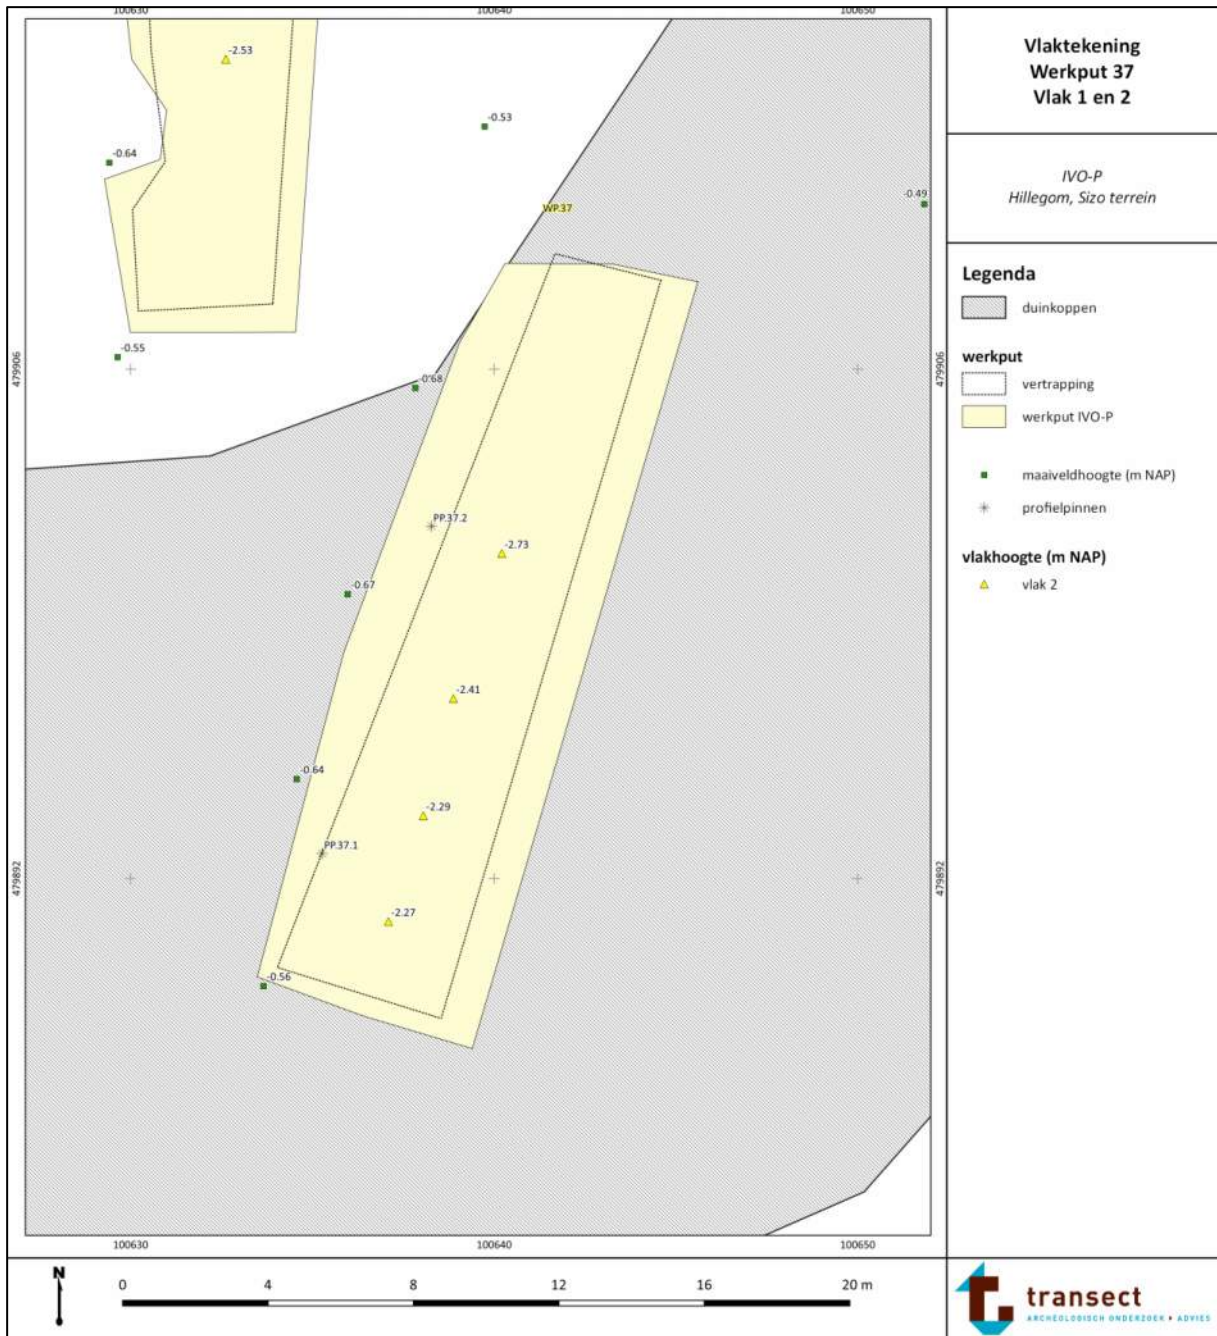 100630
100640
100650
-2.53
-0.53
-0.64
-0.49
WP.37
-0.55
-0.68
479906
479906
PP.37.2
-2.73
-0.67
-2.41
-0.64
-2.29
PP.37.1
479892
479892
-2.27
-0.56
100630
100640
100650
Vlaktekening
Werkput 37
Vlak 1 en 2
IVO-P
Hillegom, Sizo terrein
Legenda
duinkoppen
werkput
vertrapping
werkput IVO-P
maaiveldhoogte (m NAP)
profielpinnen
vlakhoogte (m NAP)
vlak 2
N
0 4 8 12 16 20 m
transect
ARCHEOLOGISCH ONDERZOEK ▸ ADVIES